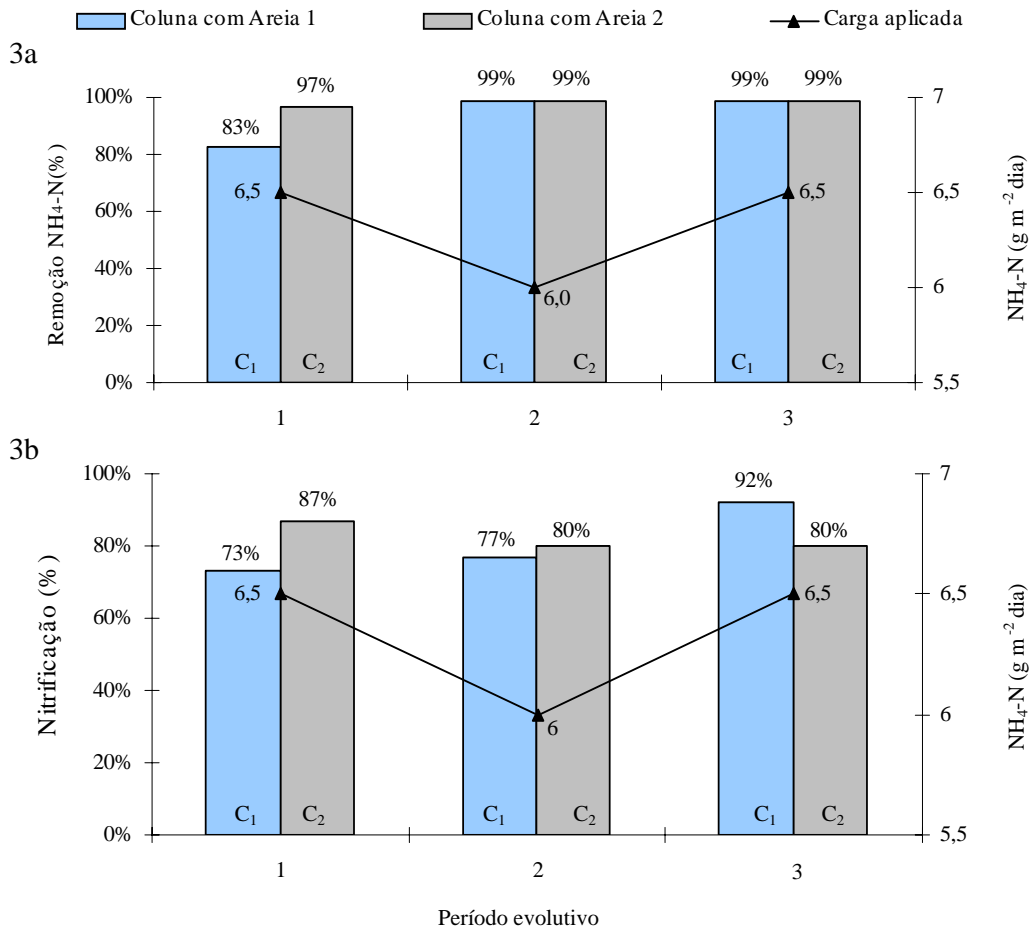 Coluna com Areia 1
Coluna com Areia 2
Carga aplicada
3a
Remoção NH4-N(%)
100%
80%
60%
40%
20%
0%
83%
97%
99%
99%
99%
99%
6,5
6,0
6,5
C1
C2
C1
C2
C1
C2
1
2
3
7
6,5
6
5,5
NH4-N (g m-2 dia)
3b
Nitrificação (%)
100%
80%
60%
40%
20%
0%
73%
87%
77%
80%
92%
80%
6,5
6
6,5
C1
C2
C1
C2
C1
C2
1
2
3
7
6,5
6
5,5
NH4-N (g m-2 dia)
Período evolutivo